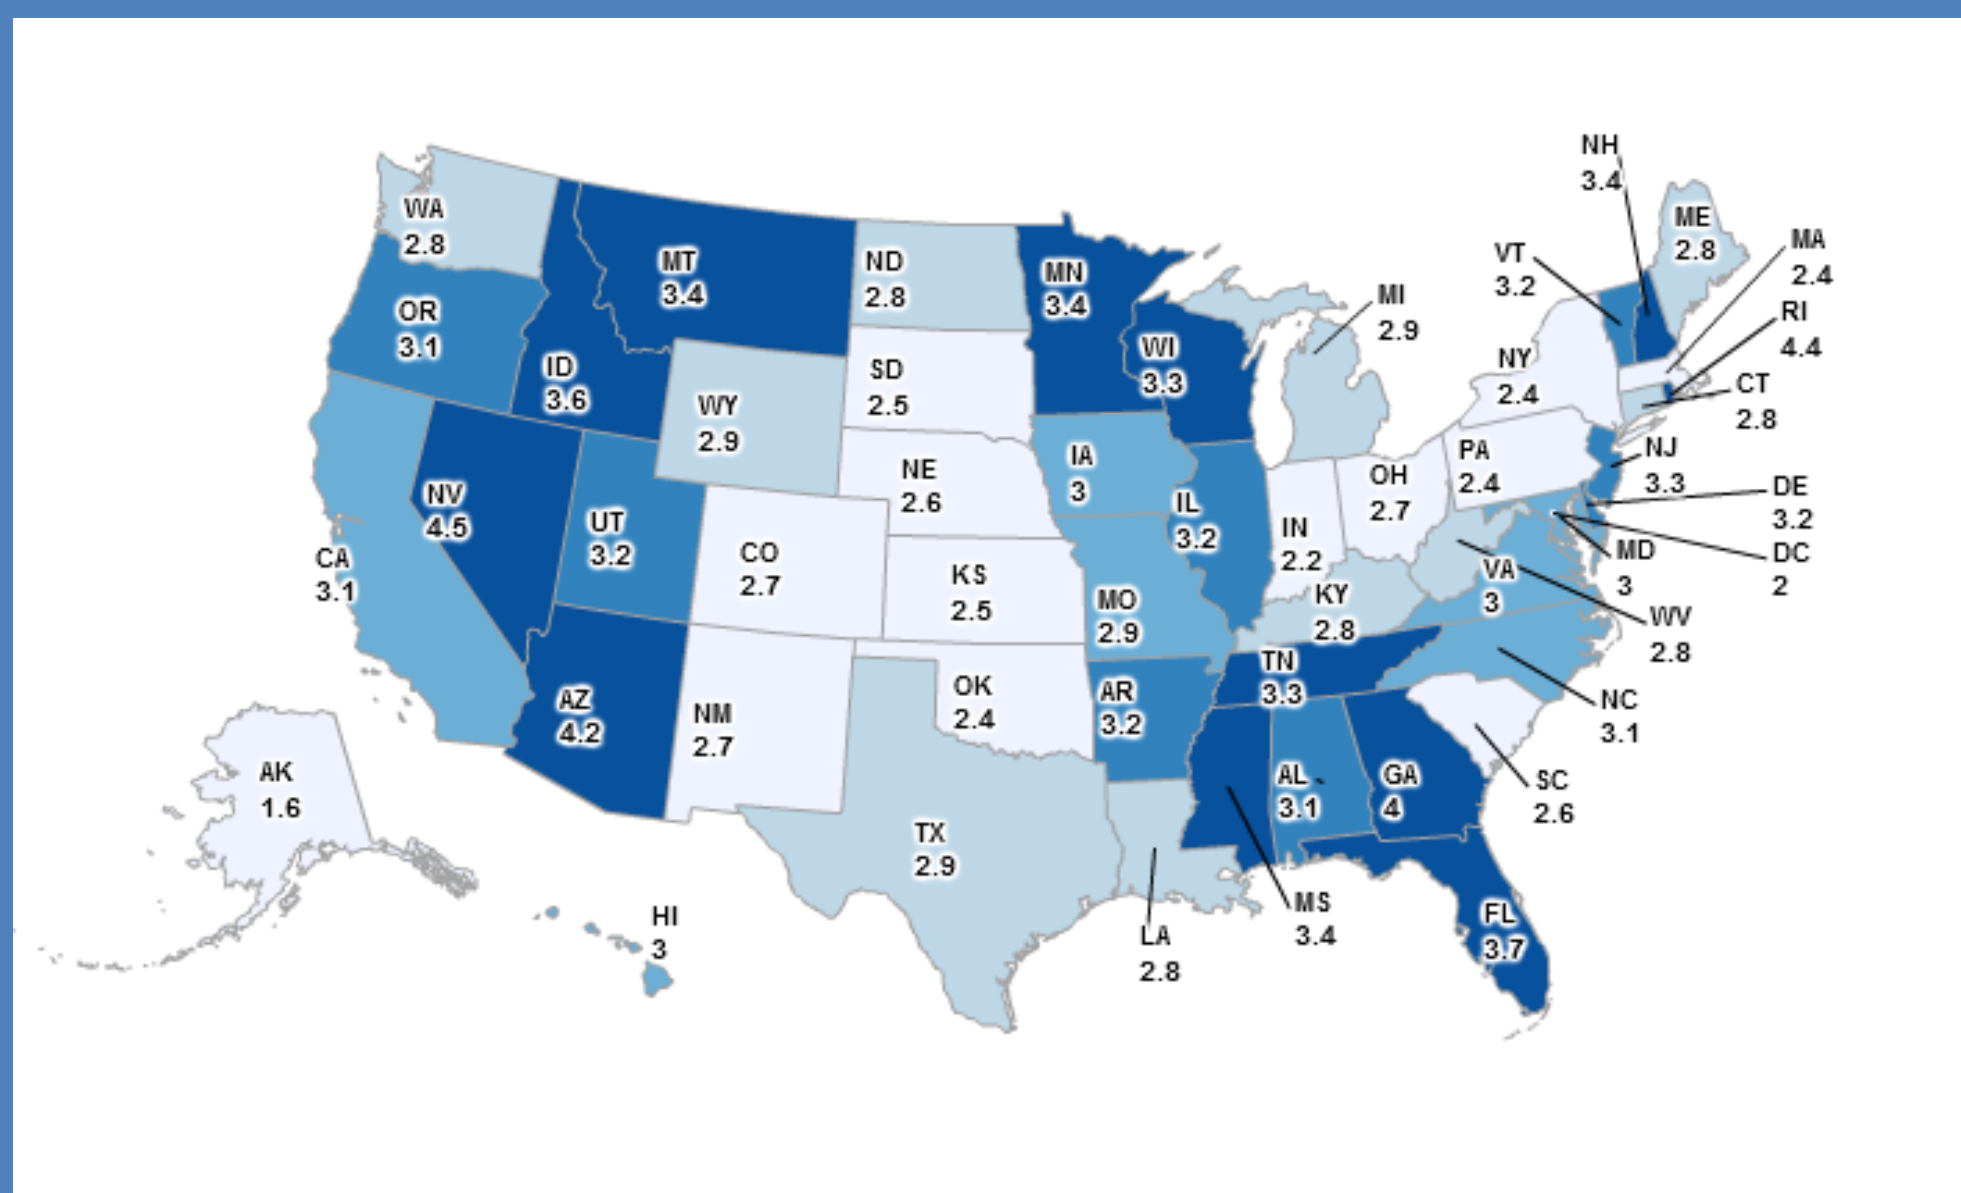 NH
3.4
ME
2.8
MA
2.4
VT
3.2
RI
4.4
WA
2.8
MT
3.4
ND
2.8
MN
3.4
MI
2.9
OR
3.1
ID
3.6
WI
3.3
NY
2.4
CT
2.8
SD
2.5
WY
2.9
PA
2.4
NJ
3.3
IA
3
NE
2.6
OH
2.7
DE
3.2
NV
4.5
UT
3.2
IL
3.2
IN
2.2
CA
3.1
CO
2.7
KS
2.5
MD
3
DC
2
VA
3
MO
2.9
KY
2.8
WV
2.8
TN
3.3
AZ
4.2
NM
2.7
OK
2.4
AR
3.2
NC
3.1
AK
1.6
AL
3.1
GA
4
SC
2.6
TX
2.9
HI
3
LA
2.8
MS
3.4
FL
3.7